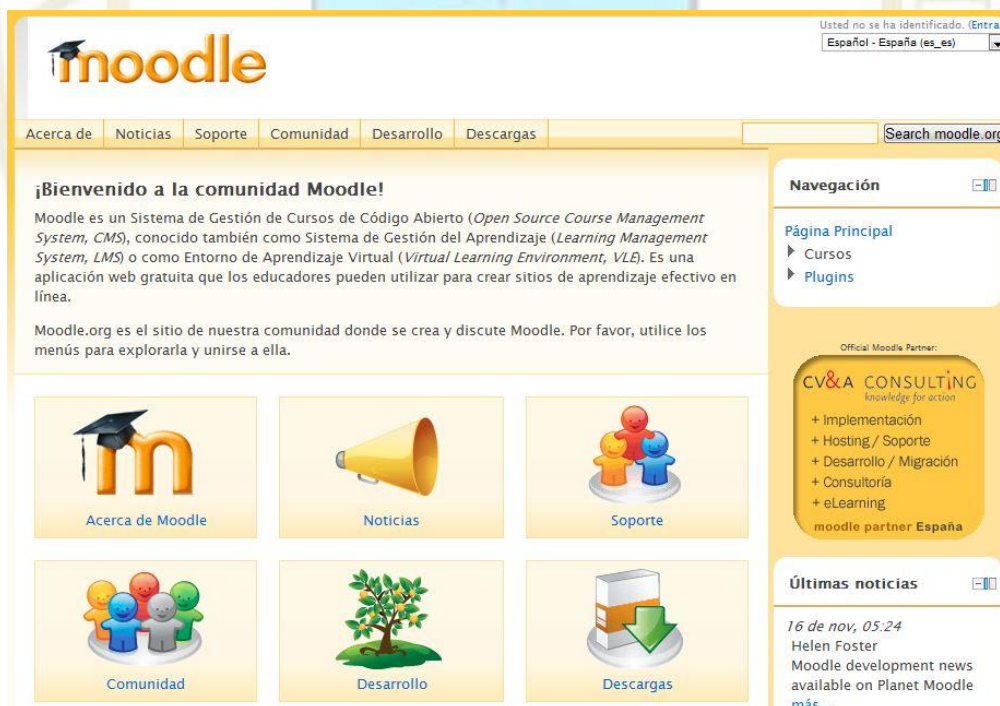 Usted no se ha identificado. (Entra
Español - España (es_es)
moodle
Acerca de
Noticias
Soporte
Comunidad
Desarrollo
Descargas
Search moodle.org
¡Bienvenido a la comunidad Moodle!
Moodle es un Sistema de Gestión de Cursos de Código Abierto (Open Source Course Management
System, CMS), conocido también como Sistema de Gestión del Aprendizaje (Learning Management
System, LMS) o como Entorno de Aprendizaje Virtual (Virtual Learning Environment, VLE). Es una
aplicación web gratuita que los educadores pueden utilizar para crear sitios de aprendizaje efectivo en
línea.
Moodle.org es el sitio de nuestra comunidad donde se crea y discute Moodle. Por favor, utilice los
menús para explorarla y unirse a ella.
m
Acerca de Moodle
Noticias
Soporte
Comunidad
Desarrollo
Descargas
Navegación
Página Principal
Cursos
Plugins
Official Moodle Partner:
CV&A CONSULTING
knowledge for action
+ Implementación
+ Hosting / Soporte
+ Desarrollo / Migración
+ Consultoría
+ eLearning
moodle partner España
Últimas noticias
16 de nov, 05:24
Helen Foster
Moodle development news
available on Planet Moodle
más